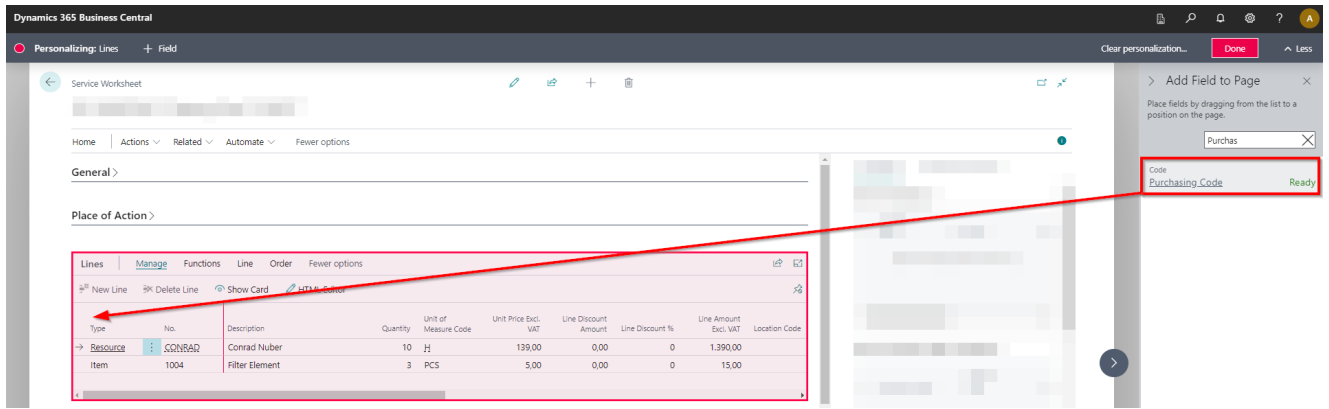 Dynamics 365 Business Central
? A
Personalizing: Lines + Field Clear personalization... Done Less
Service Worksheet
Home Actions Related Automate Fewer options
General >
Place of Action >
Lines Manage Functions Line Order Fewer options
New Line Delete Line Show Card HTML Editor
Type No. Description Quantity Unit of Measure Code Unit Price Excl. VAT Line Discount Amount Line Discount % Line Amount Excl. VAT Location Code
Resource CONRAD Conrad Nuber 10 H 139,00 0,00 0 1.390,00
Item 1004 Filter Element 3 PCS 5,00 0,00 0 15,00
Add Field to Page
Place fields by dragging from the list to a
position on the page.
Purchas
Code
Purchasing Code Ready